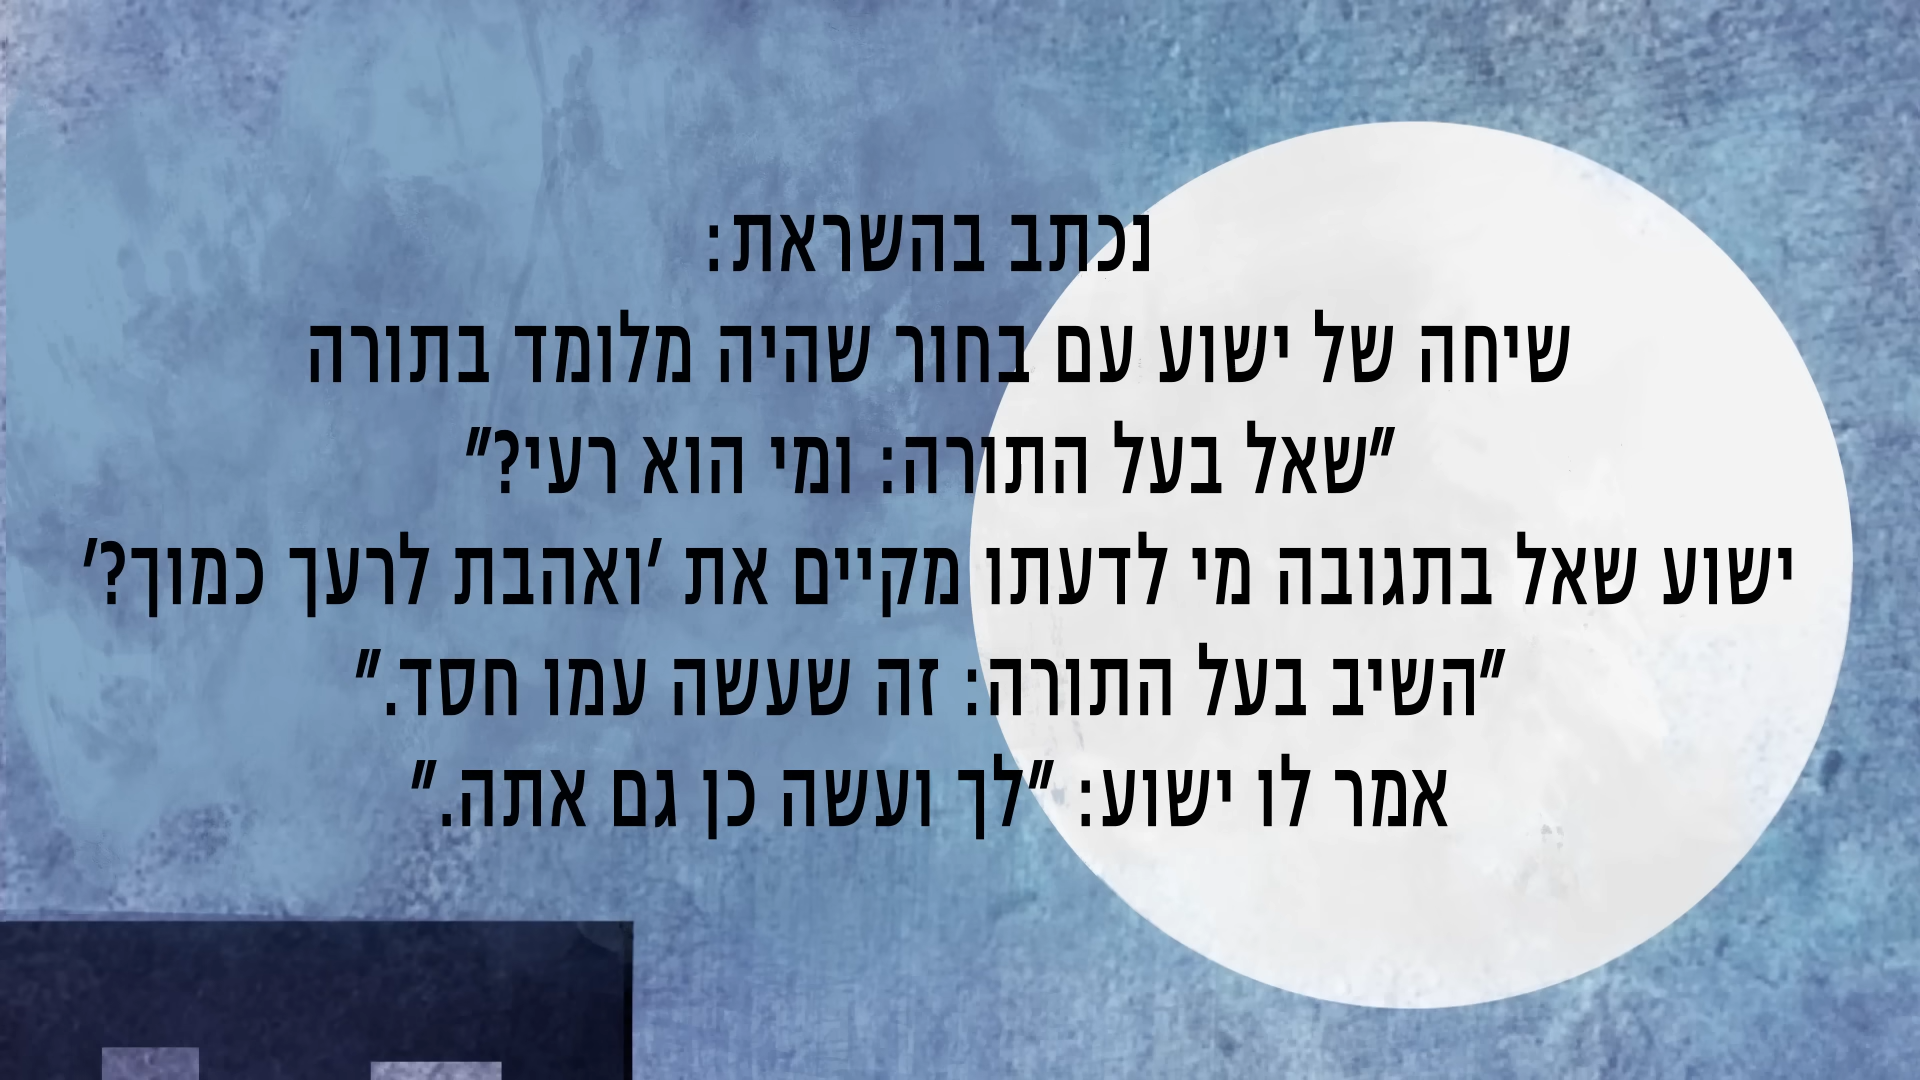 נכתב בהשראת:
שיחה של ישוע עם בחור שהיה מלומד בתורה
"שאל בעל התורה: ומי הוא רעי?"
ישוע שאל בתגובה מי לדעתו מקיים את 'ואהבת לרעך כמוך?'
"השיב בעל התורה: זה שעשה עמו חסד."
אמר לו ישוע: "לך ועשה כן גם אתה."